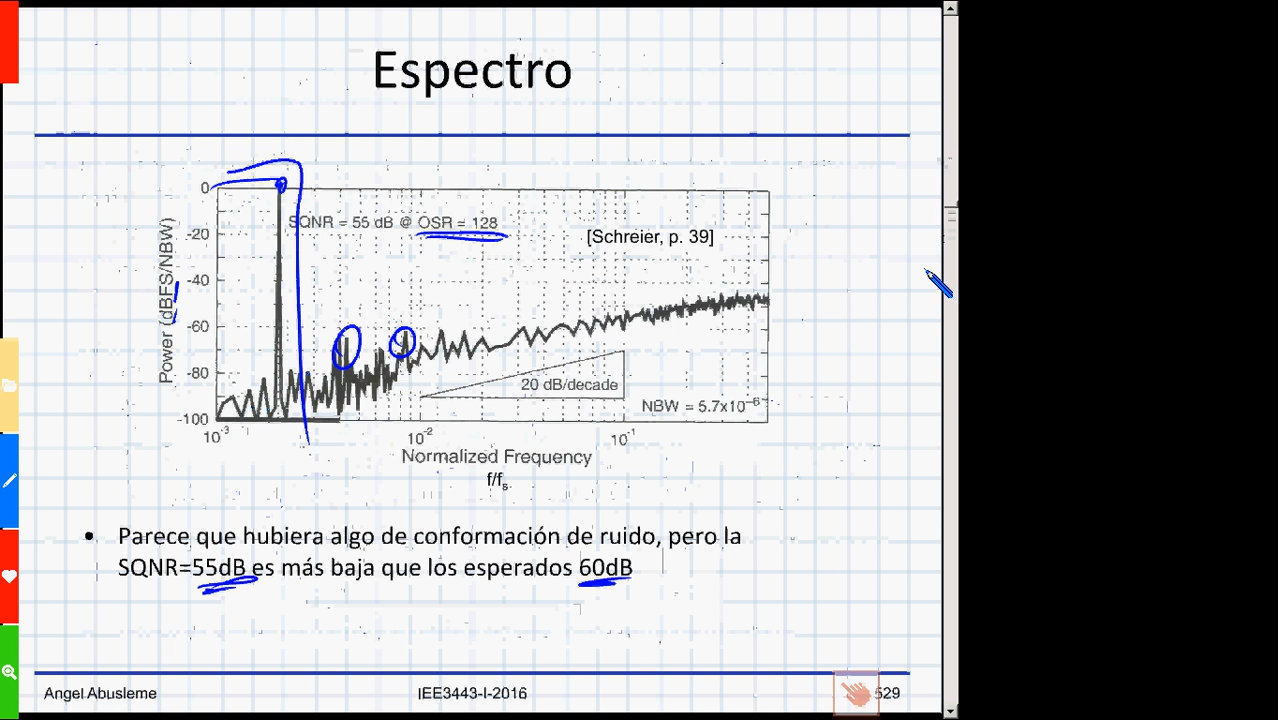 Espectro
0
-20
-40
-60
-80
-100
Power (dBFS/NBW)
SQNR = 55 dB @ OSR = 128
[Schreier, p. 39]
20 dB/decade
NBW = 5.7x10⁻⁶
10⁻³
10⁻²
10⁻¹
Normalized Frequency
f/fs
• Parece que hubiera algo de conformación de ruido, pero la
SQNR=55dB es más baja que los esperados 60dB
Angel Abusleme
IEE3443-I-2016
529